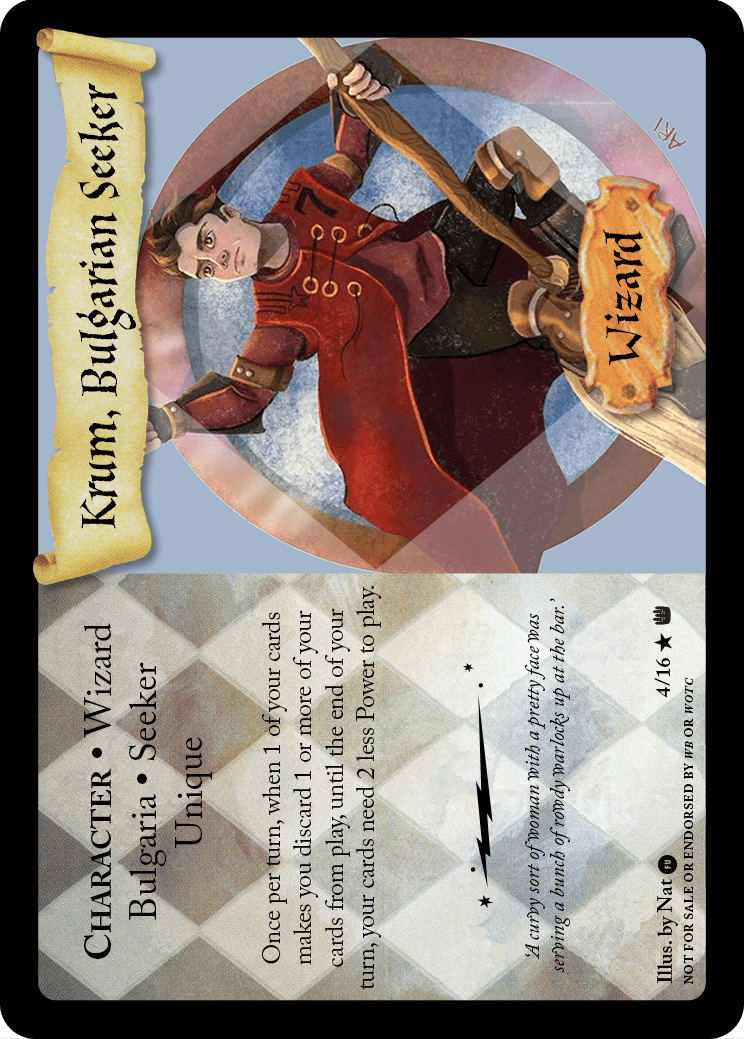 Krum, Bulgarian Seeker
7
ARI
Wizard
CHARACTER • Wizard
Bulgaria • Seeker
Unique
Once per turn, when 1 of your cards
makes you discard 1 or more of your
cards from play, until the end of your
turn, your cards need 2 less Power to play.
'A curvy sort of woman with a pretty face was
serving a bunch of rowdy warlocks up at the bar.'
Illus. by Nat FU 4/16 ★
NOT FOR SALE OR ENDORSED BY WB OR WOTC